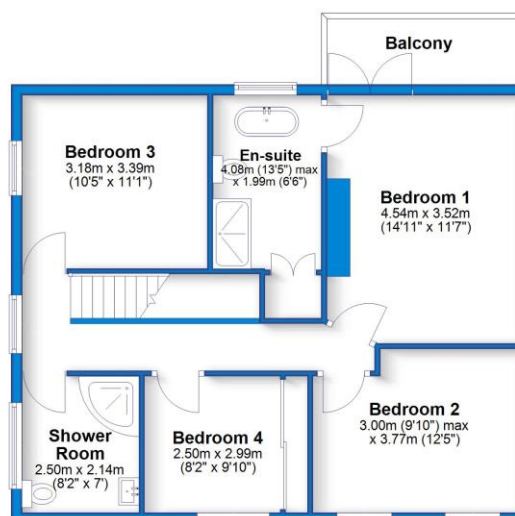 Balcony
Bedroom 3
3.18m x 3.39m
(10'5" x 11'1")
En-suite
4.08m (13'5") max
x 1.99m (6'6")
Bedroom 1
4.54m x 3.52m
(14'11" x 11'7")
Shower
Room
2.50m x 2.14m
(8'2" x 7')
Bedroom 4
2.50m x 2.99m
(8'2" x 9'10")
Bedroom 2
3.00m (9'10") max
x 3.77m (12'5")